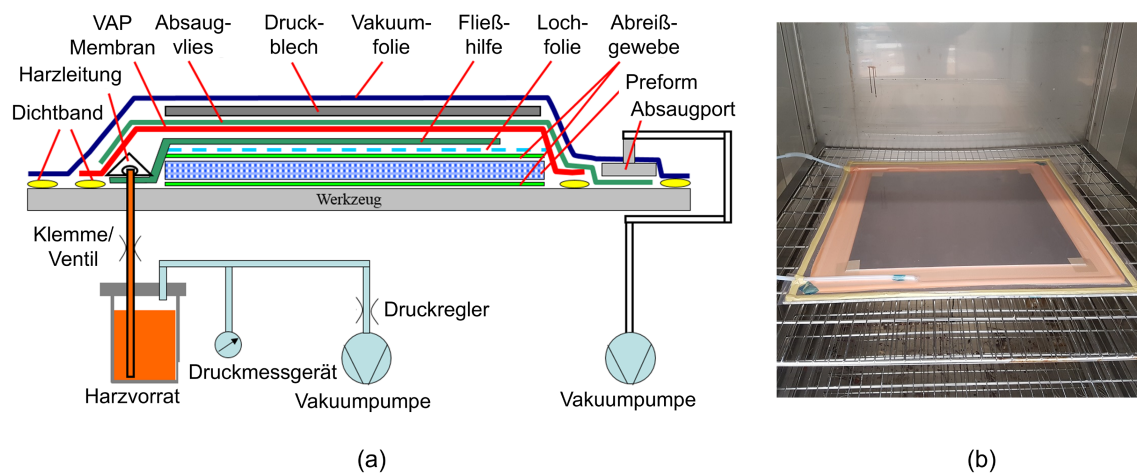 VAP
Membran
Absaug-
vlies
Druck-
blech
Vakuum-
folie
Fließ-
hilfe
Loch-
folie
Abreiß-
gewebe
Harzleitung
Preform
Dichtband
Absaugport
Werkzeug
Klemme/
Ventil
Druckregler
Druckmessgerät
Harzvorrat
Vakuumpumpe
Vakuumpumpe
(a)
(b)